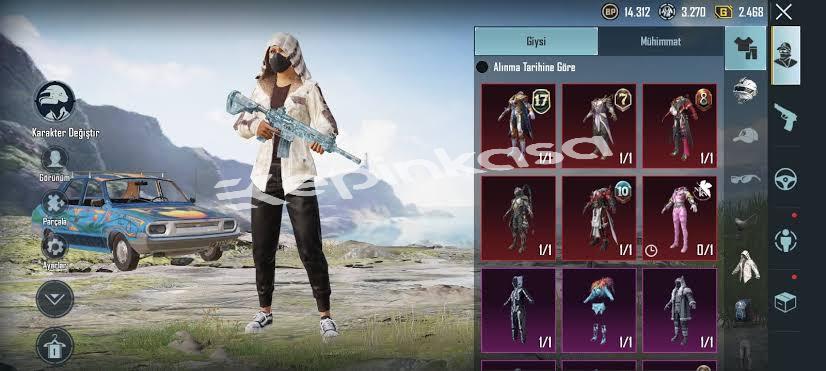 BP 14.312 3.270 G 2.468
Giysi Mühimmat
Alınma Tarihine Göre
Karakter Değiştir
Görünüm
Parçala
Ayarlar
17 7 8
1/1 1/1 1/1
10
1/1 1/1 0/1
1/1 1/1 1/1
epinkasa